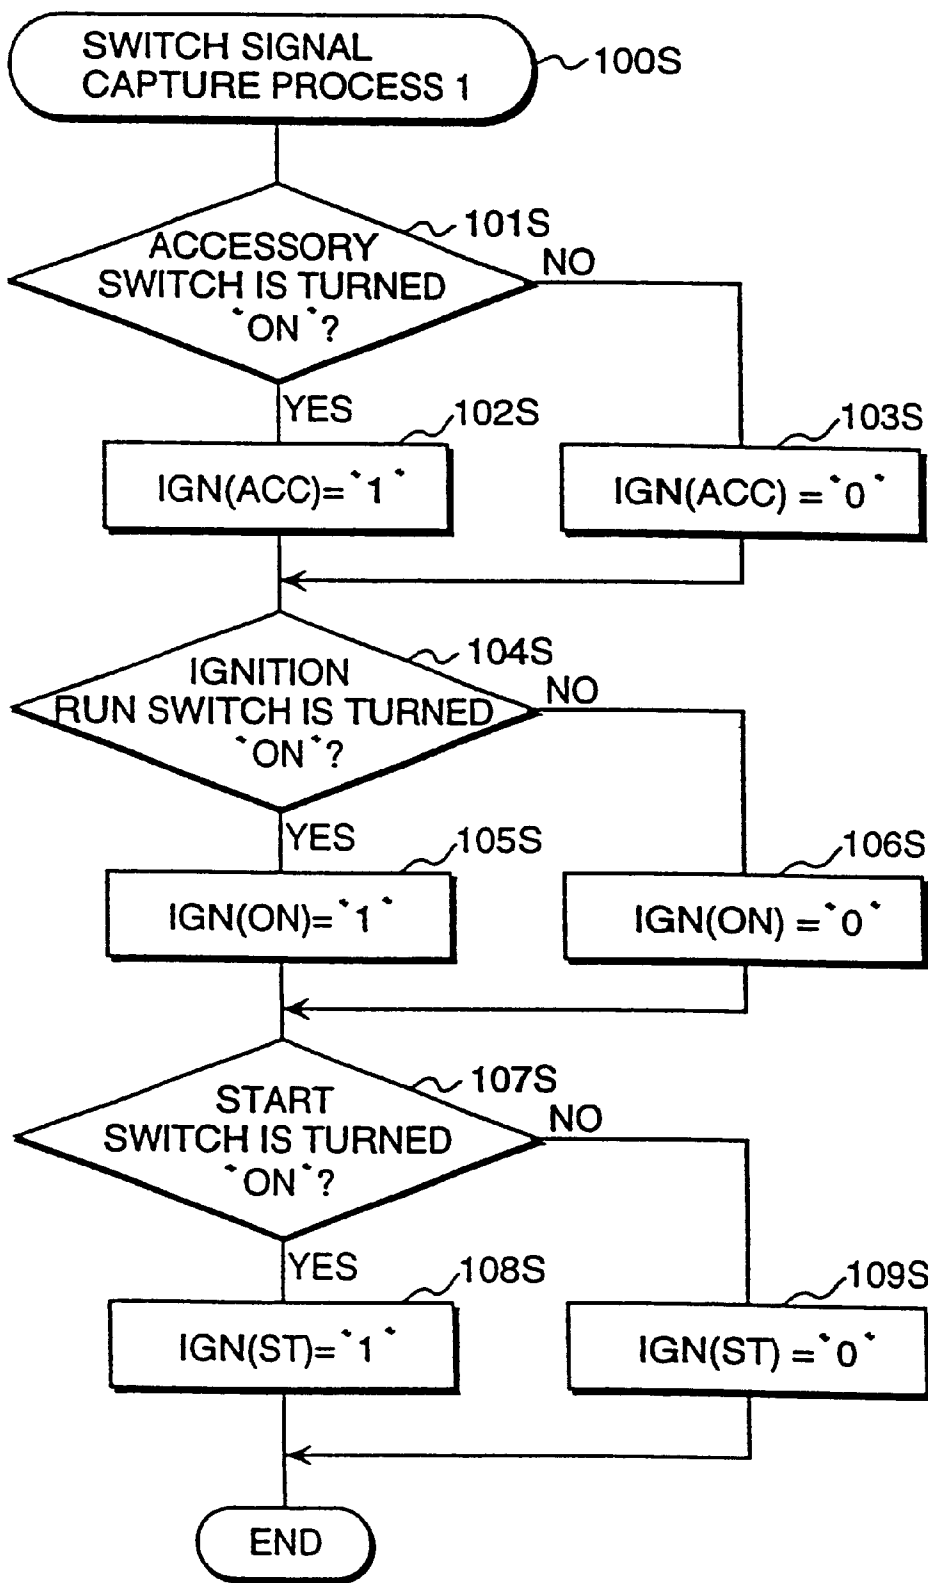 SWITCH SIGNAL
CAPTURE PROCESS 1
100S
101S
ACCESSORY
SWITCH IS TURNED
"ON"?
NO
YES
102S
IGN(ACC)="1"
103S
IGN(ACC) ="0"
104S
IGNITION
RUN SWITCH IS TURNED
"ON"?
NO
YES
105S
IGN(ON)="1"
106S
IGN(ON) ="0"
107S
START
SWITCH IS TURNED
"ON"?
NO
YES
108S
IGN(ST)="1"
109S
IGN(ST) ="0"
END